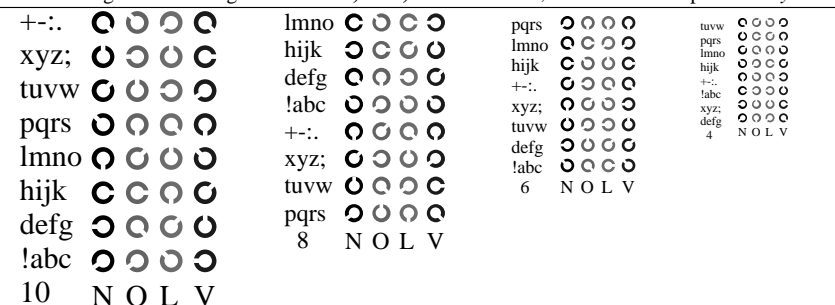 +-:.
xyz;
tuvw
pqrs
lmno
hijk
defg
!abc
10 N O L V
lmno
hijk
defg
!abc
+-:.
xyz;
tuvw
pqrs
8 N O L V
pqrs
lmno
hijk
+-:.
xyz;
tuvw
defg
!abc
6 N O L V
tuvw
pqrs
lmno
hijk
+-:.
!abc
xyz;
defg
4 N O L V